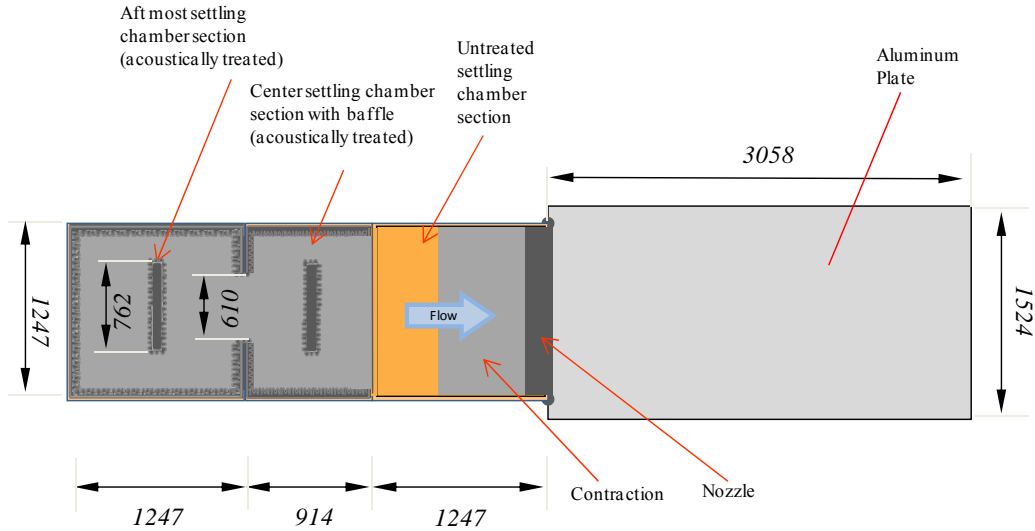 Aft most settling
chamber section
(acoustically treated)
Center settling chamber
section with baffle
(acoustically treated)
Untreated
settling
chamber
section
Aluminum
Plate
3058
1247
762
610
Flow
1524
Contraction
Nozzle
1247
914
1247